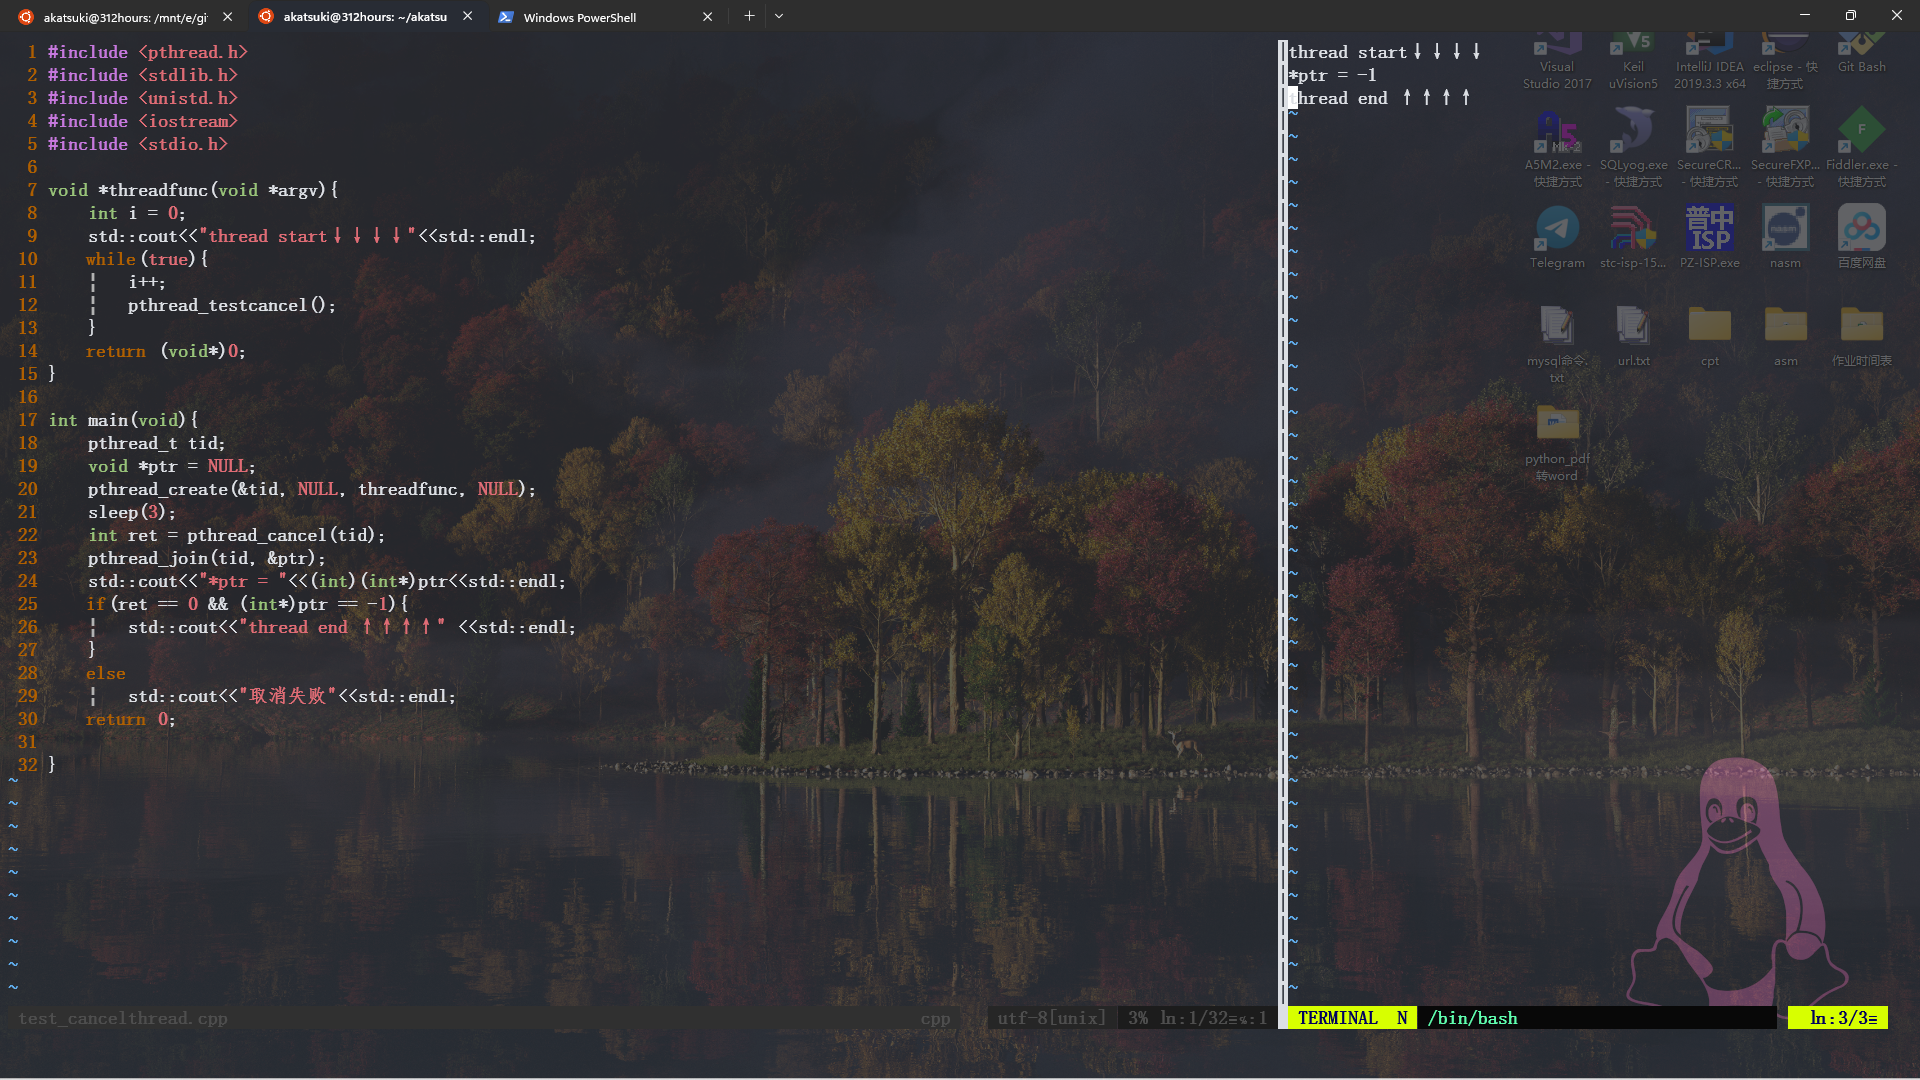 akatsuki@312hours: /mnt/e/gi
akatsuki@312hours: ~/akatsu
Windows PowerShell
1 #include <pthread.h>
2 #include <stdlib.h>
3 #include <unistd.h>
4 #include <iostream>
5 #include <stdio.h>
6
7 void *threadfunc(void *argv){
8     int i = 0;
9     std::cout<<"thread start↓↓↓↓"<<std::endl;
10     while(true){
11     ¦   i++;
12     ¦   pthread_testcancel();
13     }
14     return (void*)0;
15 }
16
17 int main(void){
18     pthread_t tid;
19     void *ptr = NULL;
20     pthread_create(&tid, NULL, threadfunc, NULL);
21     sleep(3);
22     int ret = pthread_cancel(tid);
23     pthread_join(tid, &ptr);
24     std::cout<<"*ptr = "<<(int)(int*)ptr<<std::endl;
25     if(ret == 0 && (int*)ptr == -1){
26     ¦   std::cout<<"thread end ↑↑↑↑" <<std::endl;
27     }
28     else
29     ¦   std::cout<<"取消失败"<<std::endl;
30     return 0;
31
32 }
test_cancelthread.cpp
cpp
utf-8[unix]
3% ln:1/32≡℅:1
thread start↓↓↓↓
*ptr = -1
thread end ↑↑↑↑
TERMINAL N
/bin/bash
ln:3/3≡
Visual
Studio 2017
Keil
uVision5
IntelliJ IDEA
2019.3.3 x64
eclipse - 快
捷方式
Git Bash
A5M2.exe -
快捷方式
SQLyog.exe
- 快捷方式
SecureCR...
- 快捷方式
SecureFXP...
- 快捷方式
Fiddler.exe -
快捷方式
Telegram
stc-isp-15...
普中
ISP
PZ-ISP.exe
nasm
nasm
百度网盘
mysql命令.
txt
url.txt
cpt
asm
作业时间表
python_pdf
转word